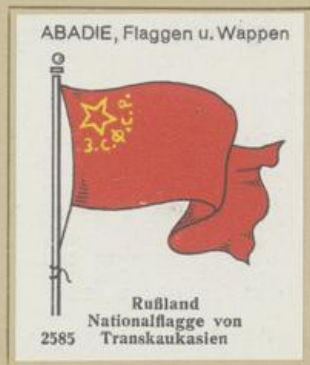 ABADIE, Flaggen u. Wappen
З.С.Ф.С.Р.
Rußland
Nationalflagge von
2585 Transkaukasien